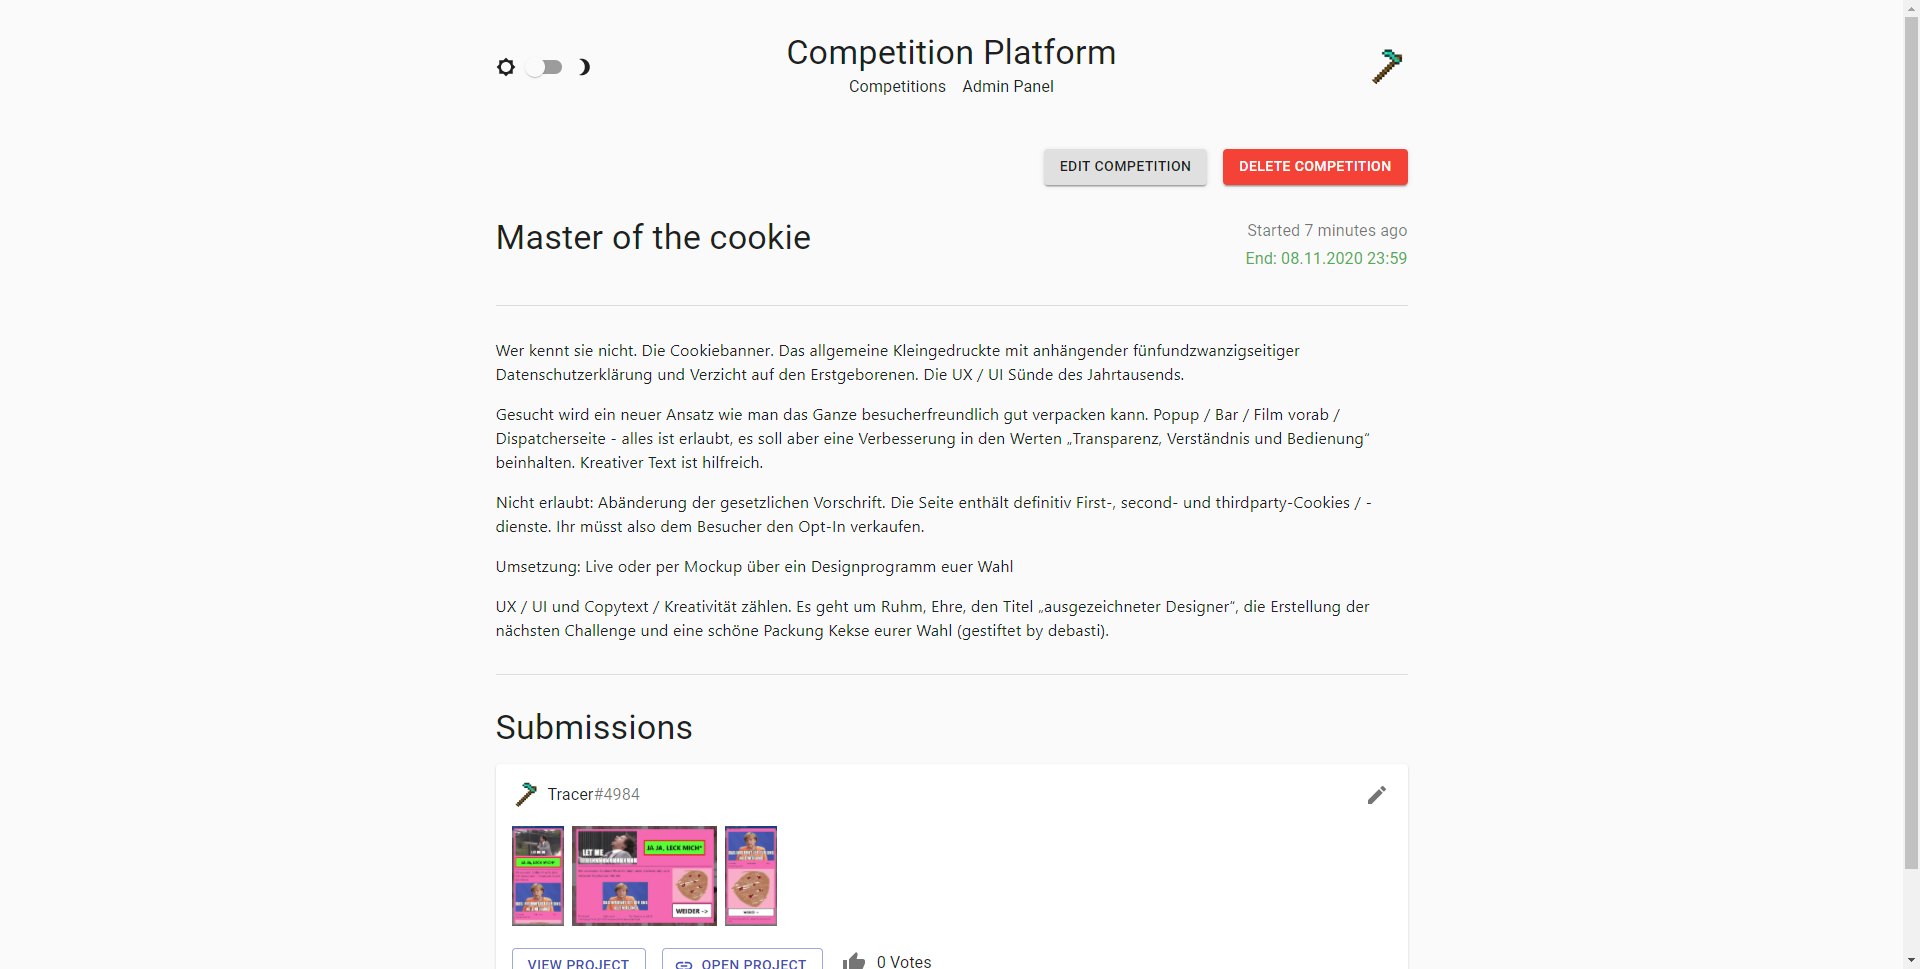 Competition Platform
Competitions Admin Panel
EDIT COMPETITION DELETE COMPETITION
Master of the cookie
Started 7 minutes ago
End: 08.11.2020 23:59
Wer kennt sie nicht. Die Cookiebanner. Das allgemeine Kleingedruckte mit anhängender fünfundzwanzigseitiger
Datenschutzerklärung und Verzicht auf den Erstgeborenen. Die UX / UI Sünde des Jahrtausends.
Gesucht wird ein neuer Ansatz wie man das Ganze besucherfreundlich gut verpacken kann. Popup / Bar / Film vorab /
Dispatcherseite - alles ist erlaubt, es soll aber eine Verbesserung in den Werten „Transparenz, Verständnis und Bedienung“
beinhalten. Kreativer Text ist hilfreich.
Nicht erlaubt: Abänderung der gesetzlichen Vorschrift. Die Seite enthält definitiv First-, second- und thirdparty-Cookies / -
dienste. Ihr müsst also dem Besucher den Opt-In verkaufen.
Umsetzung: Live oder per Mockup über ein Designprogramm euer Wahl
UX / UI und Copytext / Kreativität zählen. Es geht um Ruhm, Ehre, den Titel „ausgezeichneter Designer“, die Erstellung der
nächsten Challenge und eine schöne Packung Kekse eurer Wahl (gestiftet by debasti).
Submissions
Tracer#4984
LET ME
JA JA, LECK MICH*
WEIDER ->
VIEW PROJECT OPEN PROJECT 0 Votes